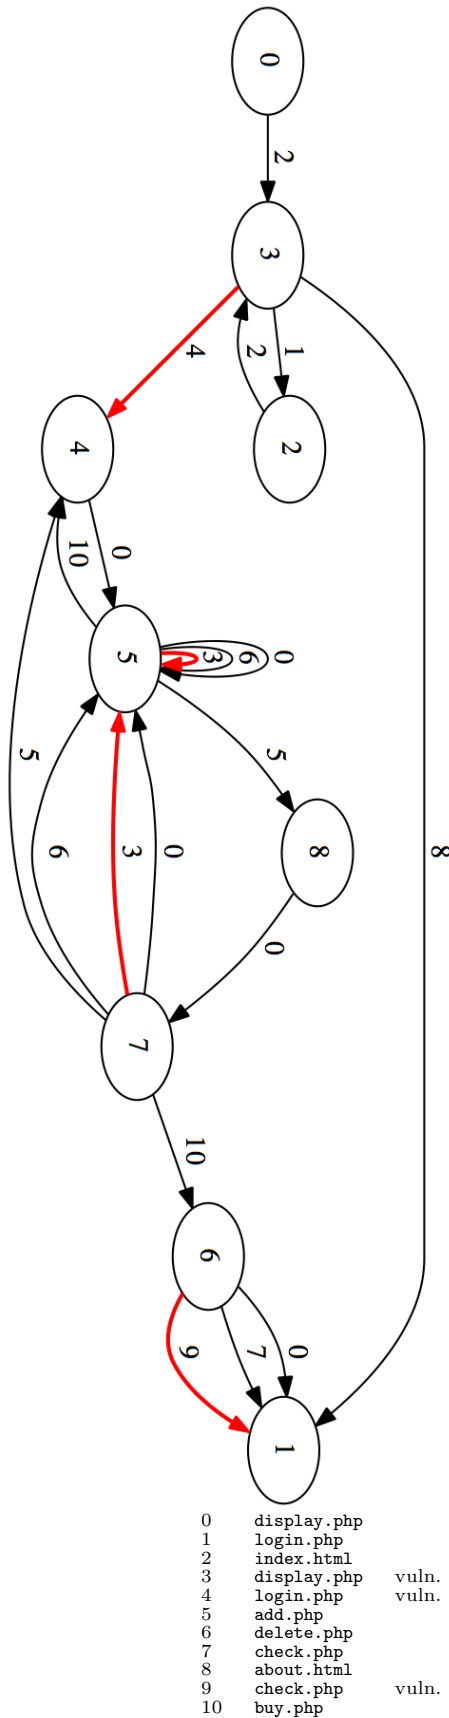 0
2
3
4
2
1
8
4
2
10
0
5
3
6
0
5
5
6
3
0
8
0
7
10
6
9
7
0
1
0 display.php
1 login.php
2 index.html
3 display.php vuln.
4 login.php vuln.
5 add.php
6 delete.php
7 check.php
8 about.html
9 check.php vuln.
10 buy.php